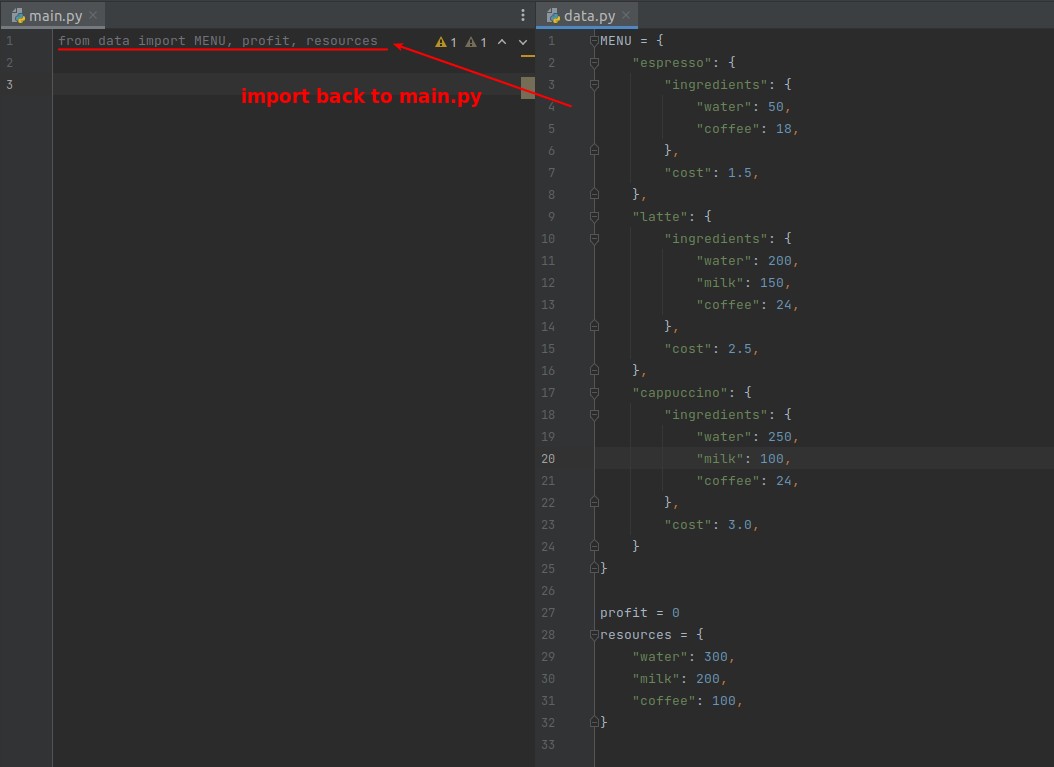 main.py
data.py
1 from data import MENU, profit, resources
1 1
2
3
import back to main.py
1 MENU = {
2 "espresso": {
3 "ingredients": {
4 "water": 50,
5 "coffee": 18,
6 },
7 "cost": 1.5,
8 },
9 "latte": {
10 "ingredients": {
11 "water": 200,
12 "milk": 150,
13 "coffee": 24,
14 },
15 "cost": 2.5,
16 },
17 "cappuccino": {
18 "ingredients": {
19 "water": 250,
20 "milk": 100,
21 "coffee": 24,
22 },
23 "cost": 3.0,
24 }
25 }
26
27 profit = 0
28 resources = {
29 "water": 300,
30 "milk": 200,
31 "coffee": 100,
32 }
33